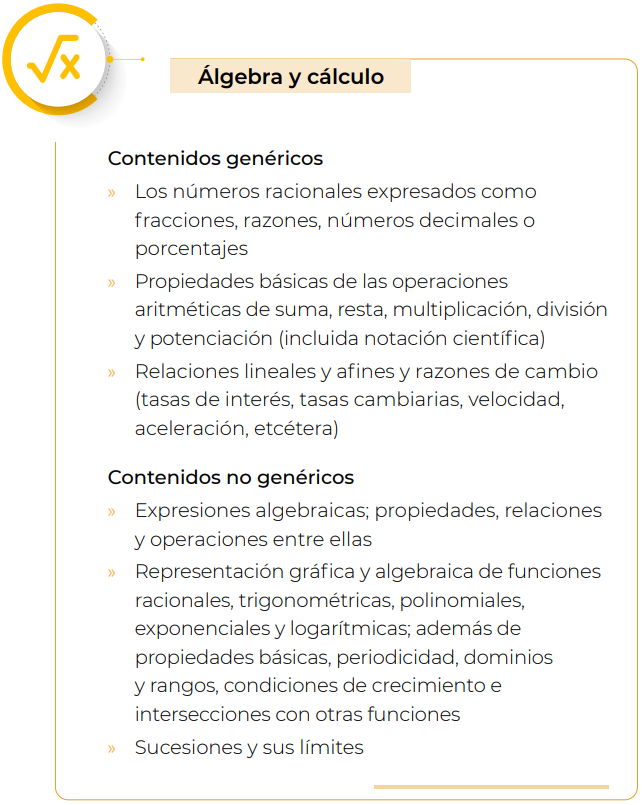 √x
Álgebra y cálculo
Contenidos genéricos
» Los números racionales expresados como
fracciones, razones, números decimales o
porcentajes
» Propiedades básicas de las operaciones
aritméticas de suma, resta, multiplicación, división
y potenciación (incluida notación científica)
» Relaciones lineales y afines y razones de cambio
(tasas de interés, tasas cambiarias, velocidad,
aceleración, etcétera)
Contenidos no genéricos
» Expresiones algebraicas; propiedades, relaciones
y operaciones entre ellas
» Representación gráfica y algebraica de funciones
racionales, trigonométricas, polinomiales,
exponenciales y logarítmicas; además de
propiedades básicas, periodicidad, dominios
y rangos, condiciones de crecimiento e
intersecciones con otras funciones
» Sucesiones y sus límites